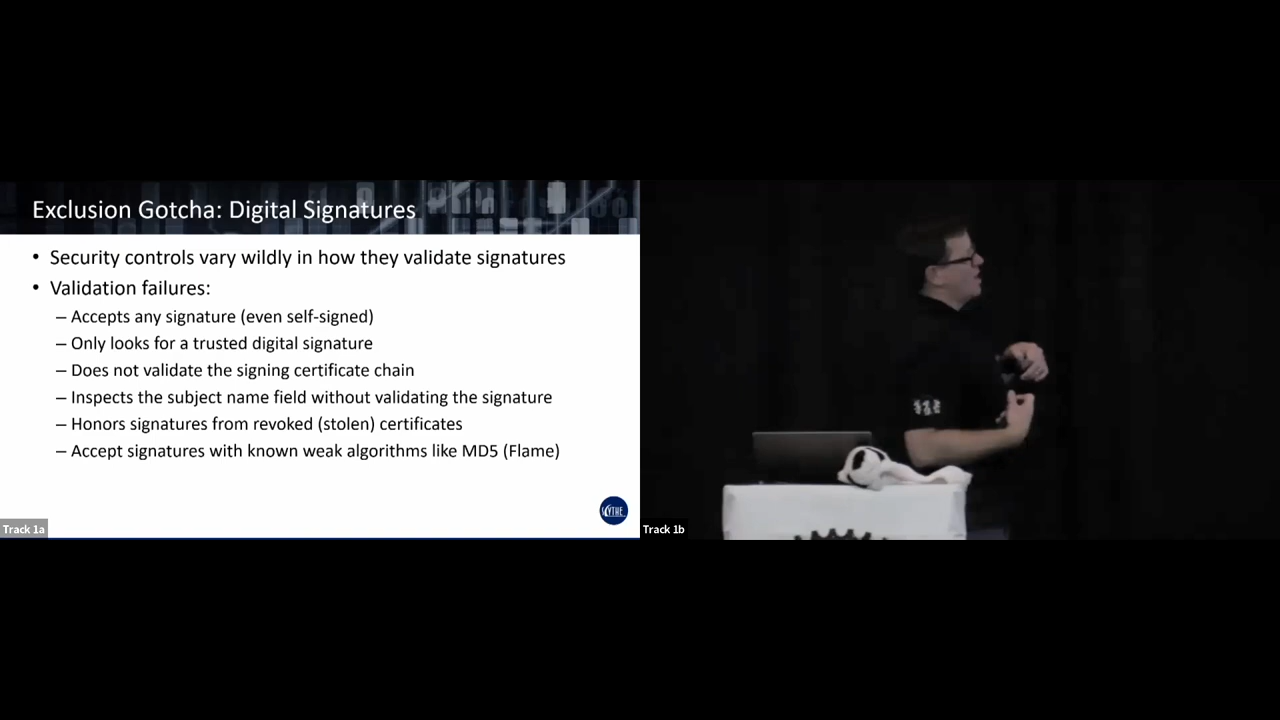 Exclusion Gotcha: Digital Signatures
• Security controls vary wildly in how they validate signatures
• Validation failures:
– Accepts any signature (even self-signed)
– Only looks for a trusted digital signature
– Does not validate the signing certificate chain
– Inspects the subject name field without validating the signature
– Honors signatures from revoked (stolen) certificates
– Accept signatures with known weak algorithms like MD5 (Flame)
SCYTHE
Track 1a
Track 1b